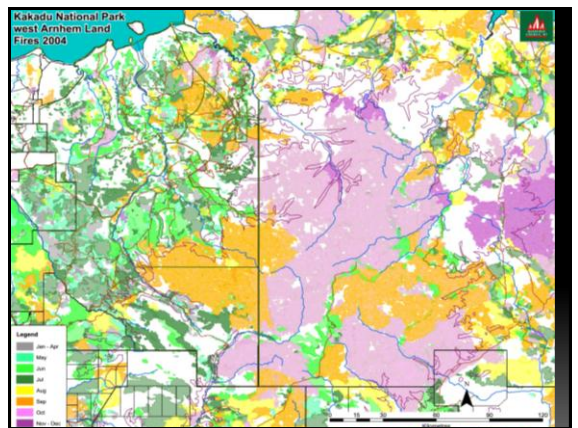 Kakadu National Park
west Arnhem Land
Fires 2004
Legend
Jan - Apr
May
Jun
Jul
Aug
Sep
Oct
Nov - Dec
N
0 15 30 60 90 120
Kilometres